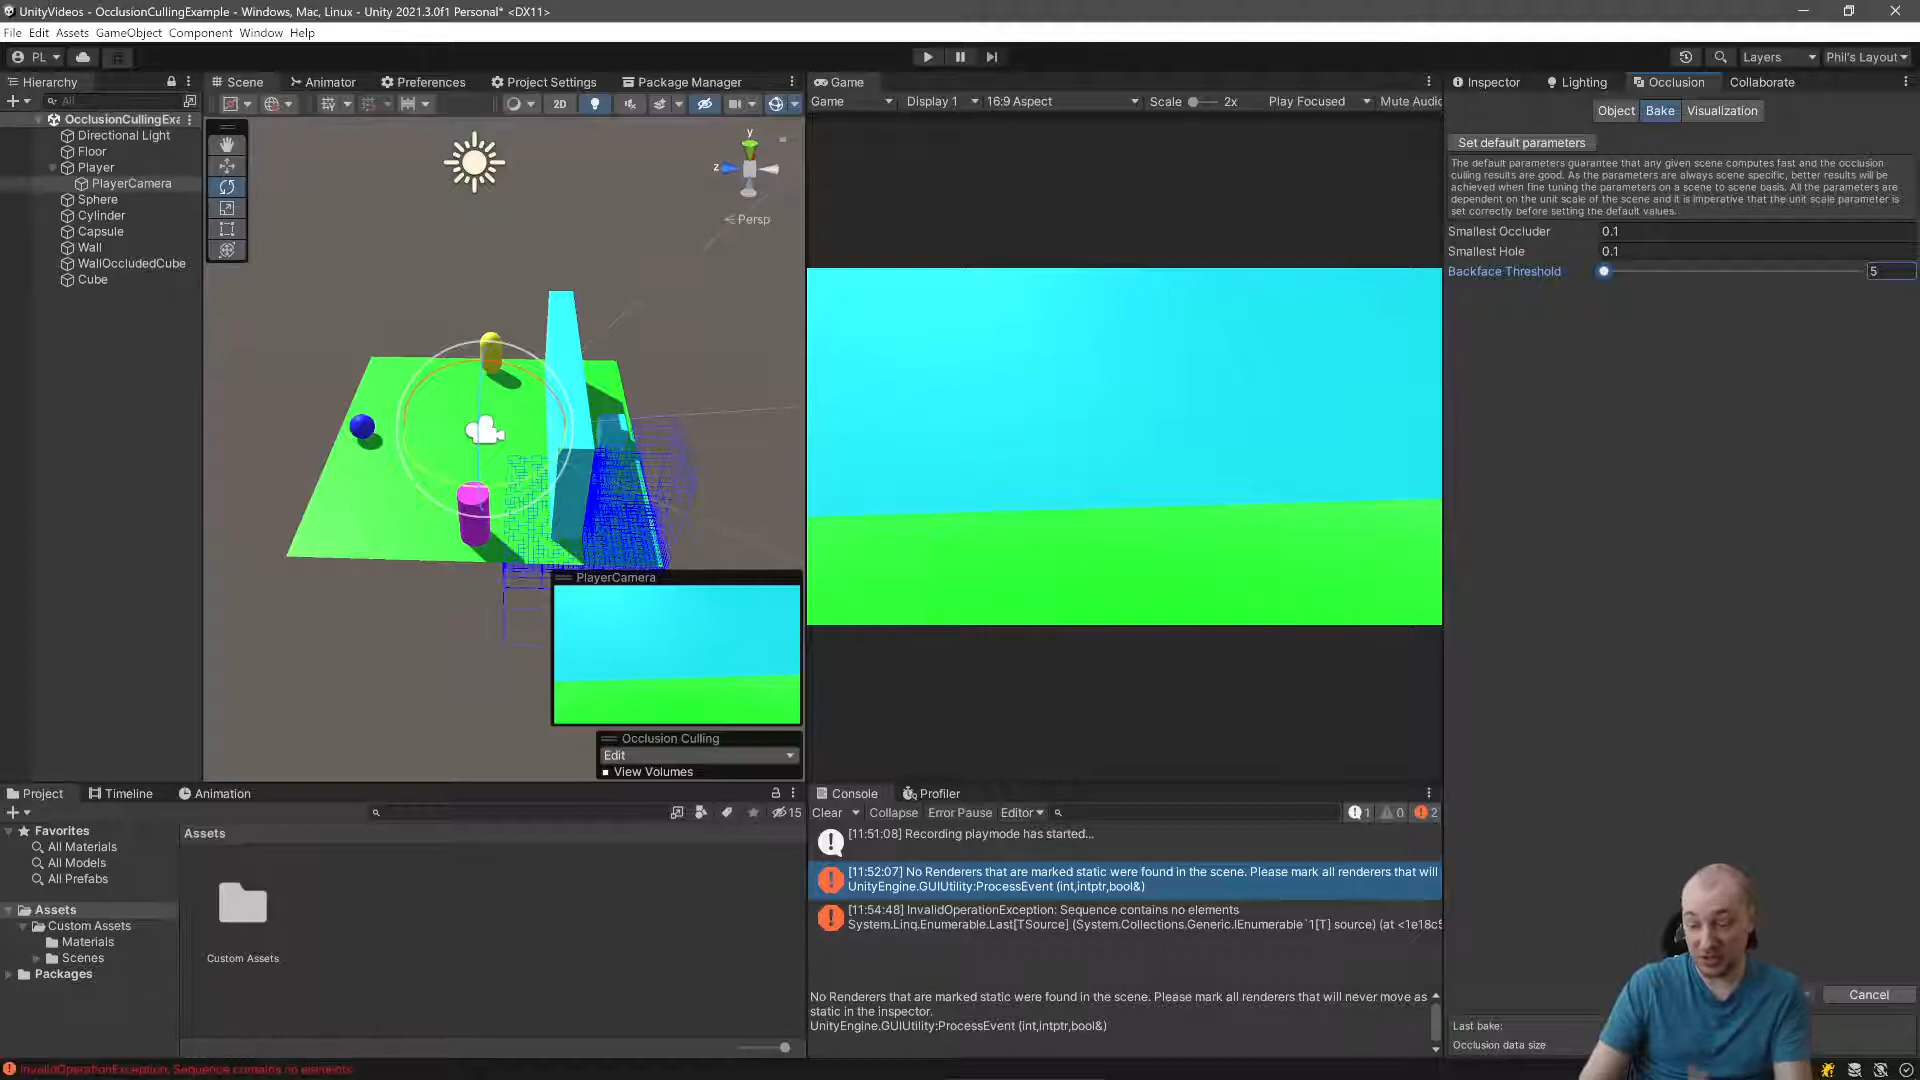 UnityVideos - OcclusionCullingExample - Windows, Mac, Linux - Unity 2021.3.0f1 Personal* <DX11>
File Edit Assets GameObject Component Window Help
PL
Layers
Phil's Layout
Hierarchy
All
OcclusionCullingExa
Directional Light
Floor
Player
PlayerCamera
Sphere
Cylinder
Capsule
Wall
WallOccludedCube
Cube
Scene Animator Preferences Project Settings Package Manager
2D
y
z
Persp
PlayerCamera
Occlusion Culling
Edit
View Volumes
Game
Game Display 1 16:9 Aspect Scale 2x Play Focused Mute Audio
Inspector Lighting Occlusion Collaborate
Object Bake Visualization
Set default parameters
The default parameters guarantee that any given scene computes fast and the occlusion
culling results are good. As the parameters are always scene specific, better results will be
achieved when fine tuning the parameters on a scene to scene basis. All the parameters are
dependent on the unit scale of the scene and it is imperative that the unit scale parameter is
set correctly before setting the default values.
Smallest Occluder 0.1
Smallest Hole 0.1
Backface Threshold 5
Project Timeline Animation
15
Favorites
All Materials
All Models
All Prefabs
Assets
Custom Assets
Materials
Scenes
Packages
Assets
Custom Assets
Console Profiler
Clear Collapse Error Pause Editor
1 0 2
[11:51:08] Recording playmode has started...
[11:52:07] No Renderers that are marked static were found in the scene. Please mark all renderers that will
UnityEngine.GUIUtility:ProcessEvent (int,intptr,bool&)
[11:54:48] InvalidOperationException: Sequence contains no elements
System.Linq.Enumerable.Last[TSource] (System.Collections.Generic.IEnumerable`1[T] source) (at <1e18c5
No Renderers that are marked static were found in the scene. Please mark all renderers that will never move as
static in the inspector.
UnityEngine.GUIUtility:ProcessEvent (int,intptr,bool&)
Cancel
Last bake:
Occlusion data size
InvalidOperationException: Sequence contains no elements